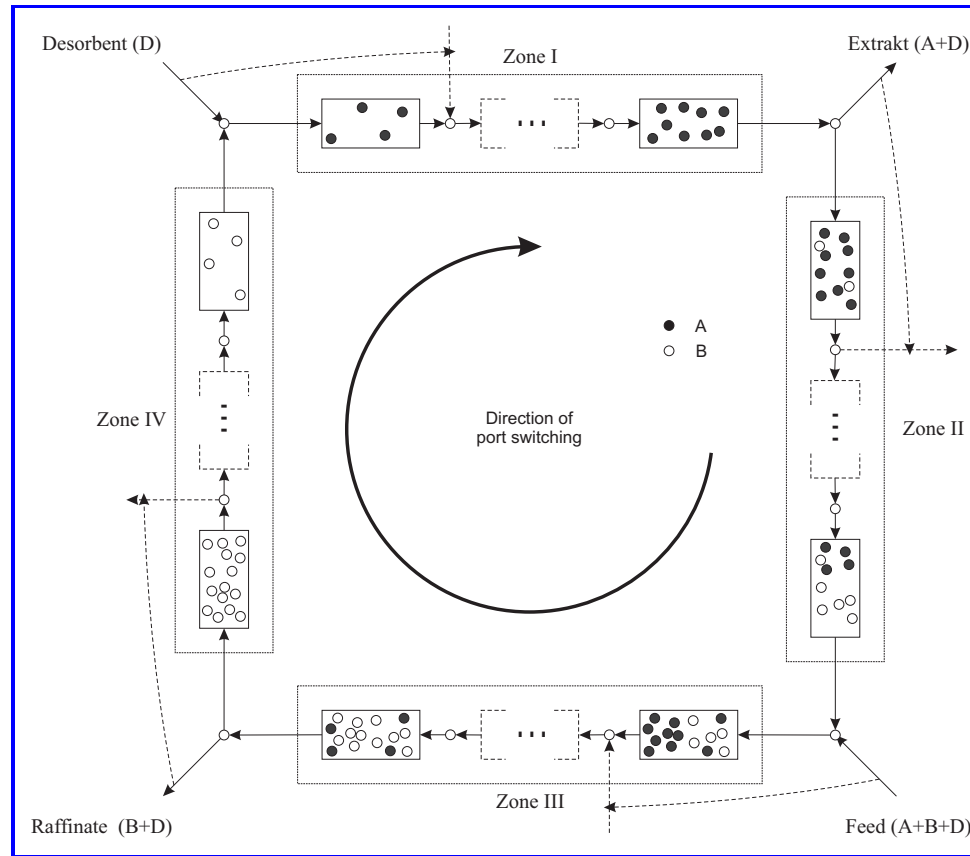 Desorbent (D)
Zone I
Extrakt (A+D)
A
B
Zone IV
Direction of
port switching
Zone II
Zone III
Raffinate (B+D)
Feed (A+B+D)